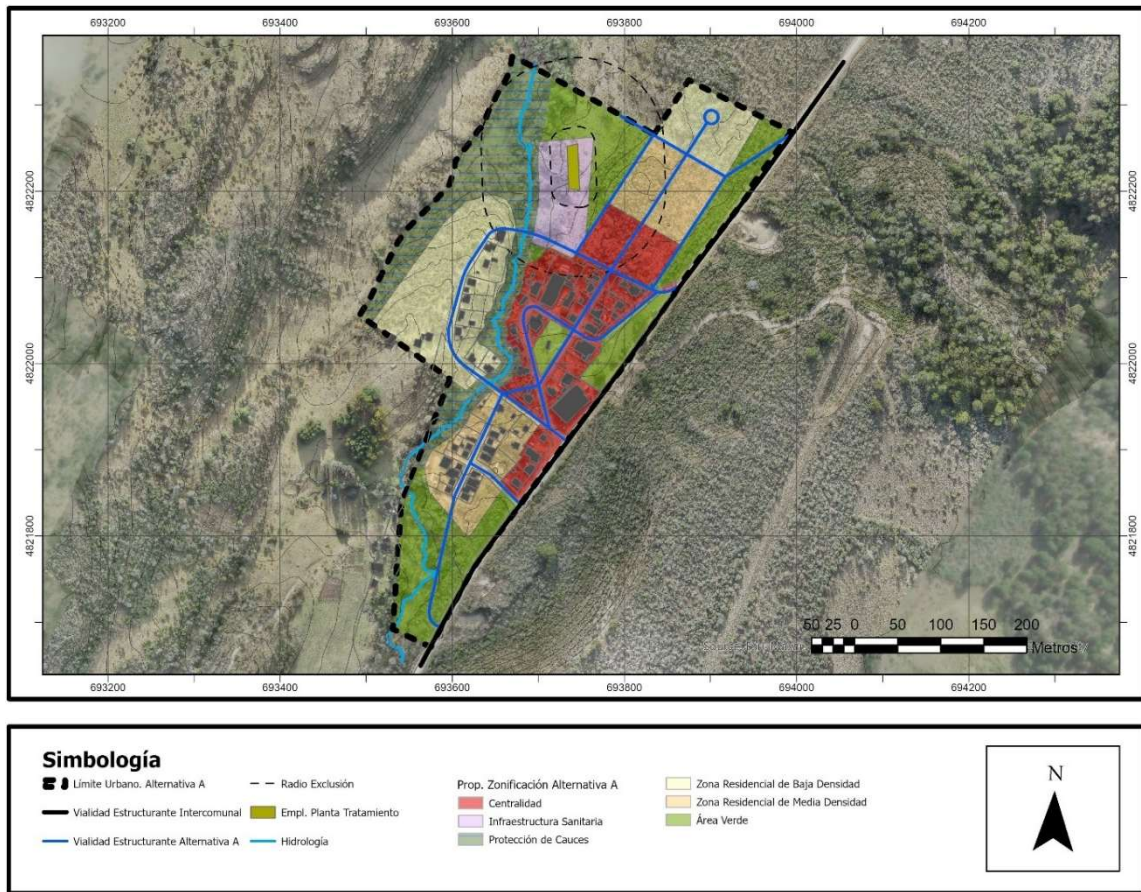 693200 693400 693600 693800 694000 694200
4822200 4822200
4822000 4822000
4821800 4821800
50 25 0 50 100 150 200
Metros
693200 693400 693600 693800 694000 694200
Simbología
Límite Urbano. Alternativa A
Vialidad Estructurante Intercomunal
Vialidad Estructurante Alternativa A
Radio Exclusión
Empl. Planta Tratamiento
Hidrología
Prop. Zonificación Alternativa A
Centralidad
Infraestructura Sanitaria
Protección de Cauces
Zona Residencial de Baja Densidad
Zona Residencial de Media Densidad
Área Verde
N